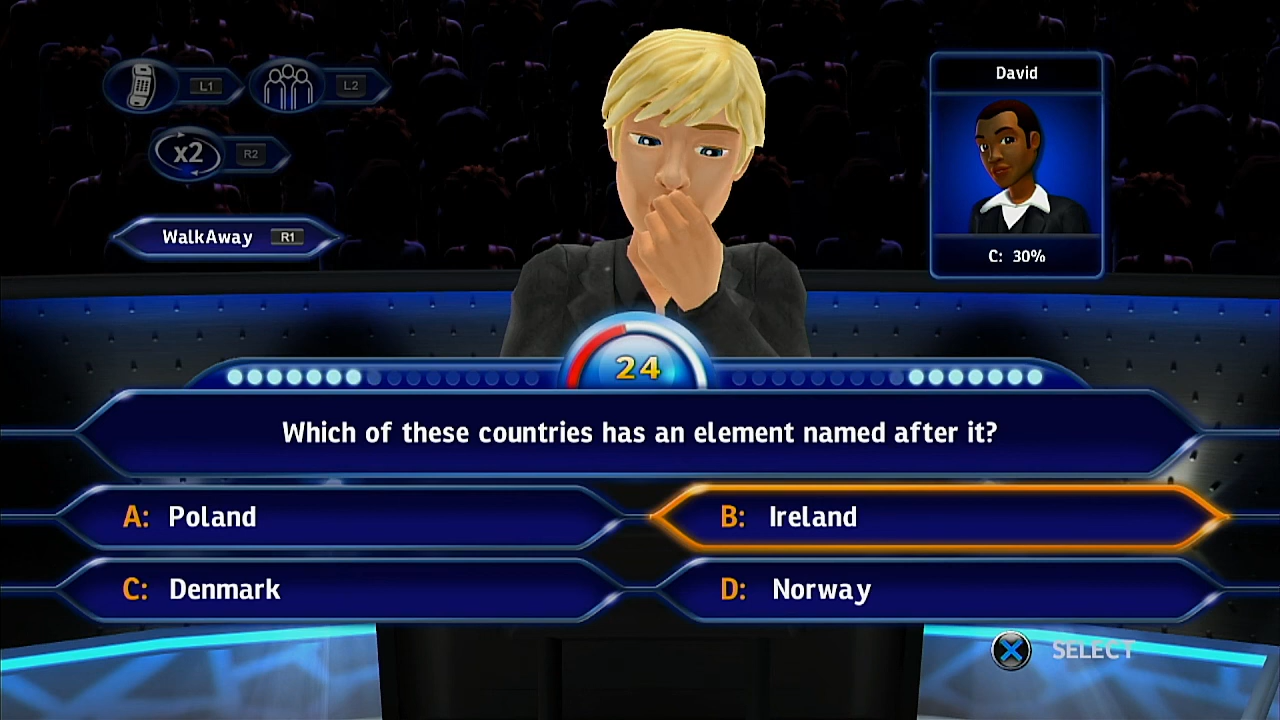 L1
L2
x2
R2
WalkAway R1
David
C: 30%
24
Which of these countries has an element named after it?
A: Poland
B: Ireland
C: Denmark
D: Norway
SELECT